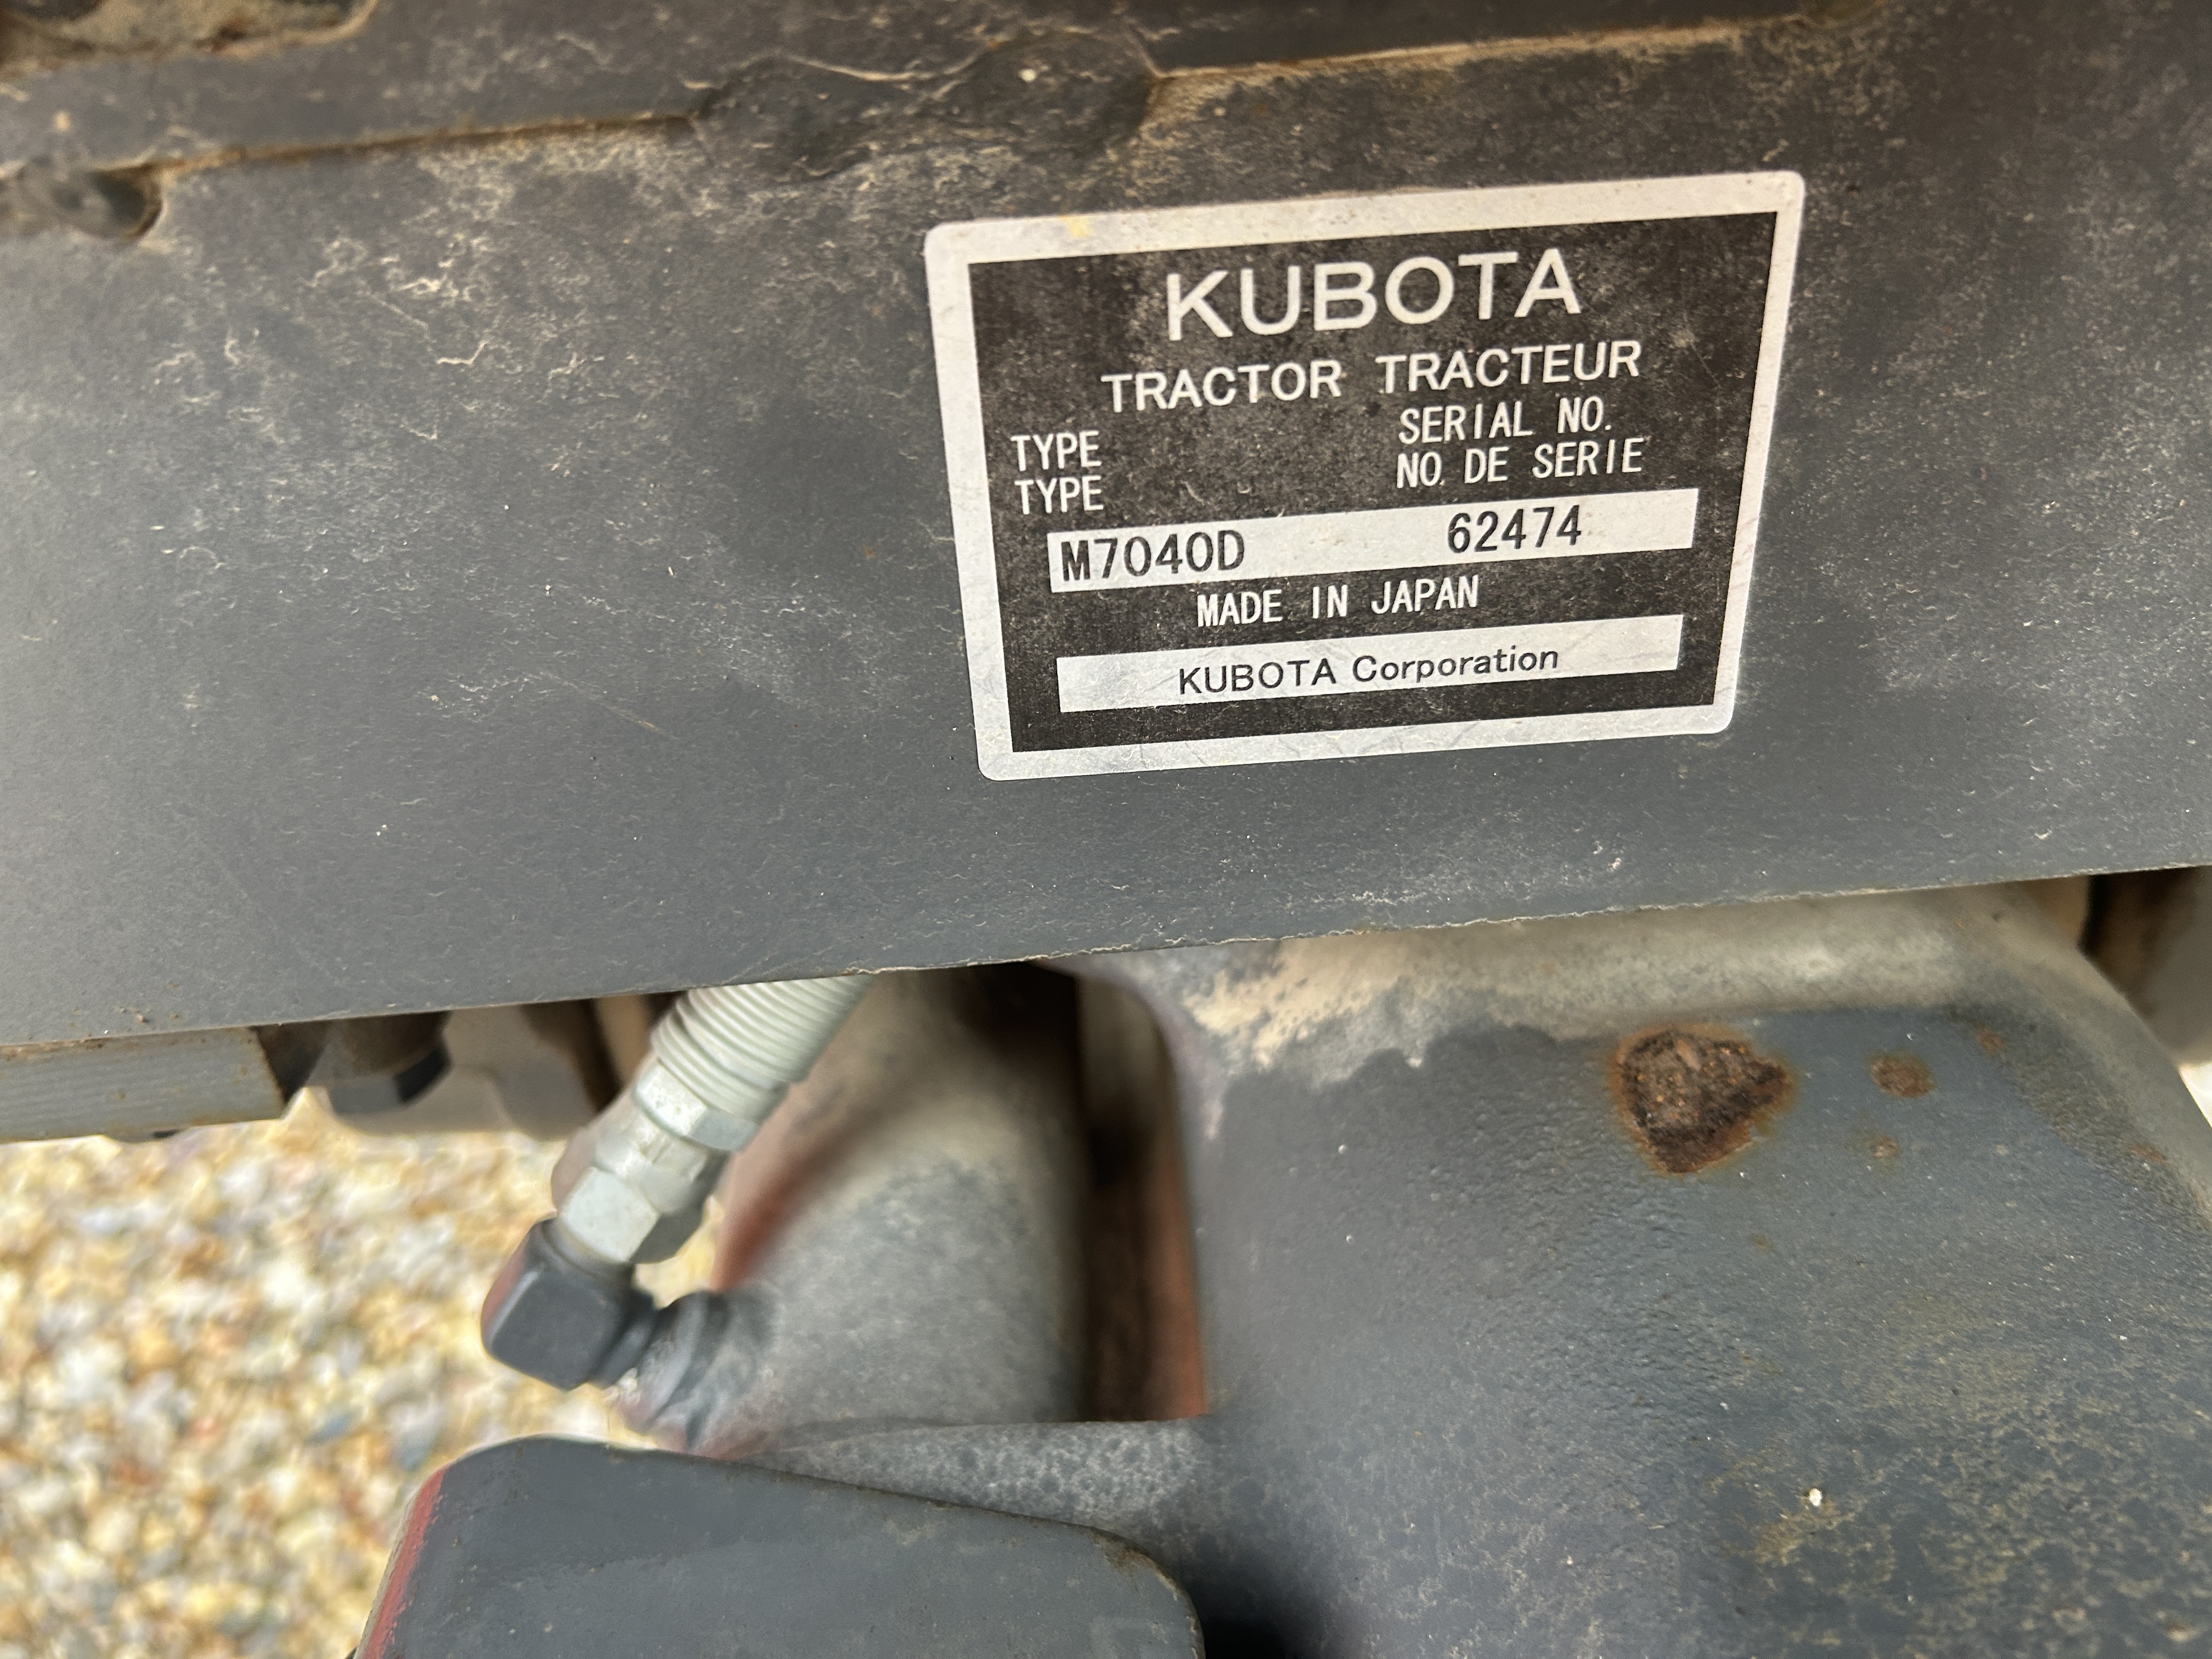 KUBOTA
TRACTOR TRACTEUR
TYPE SERIAL NO.
TYPE NO. DE SERIE
M7040D 62474
MADE IN JAPAN
KUBOTA Corporation